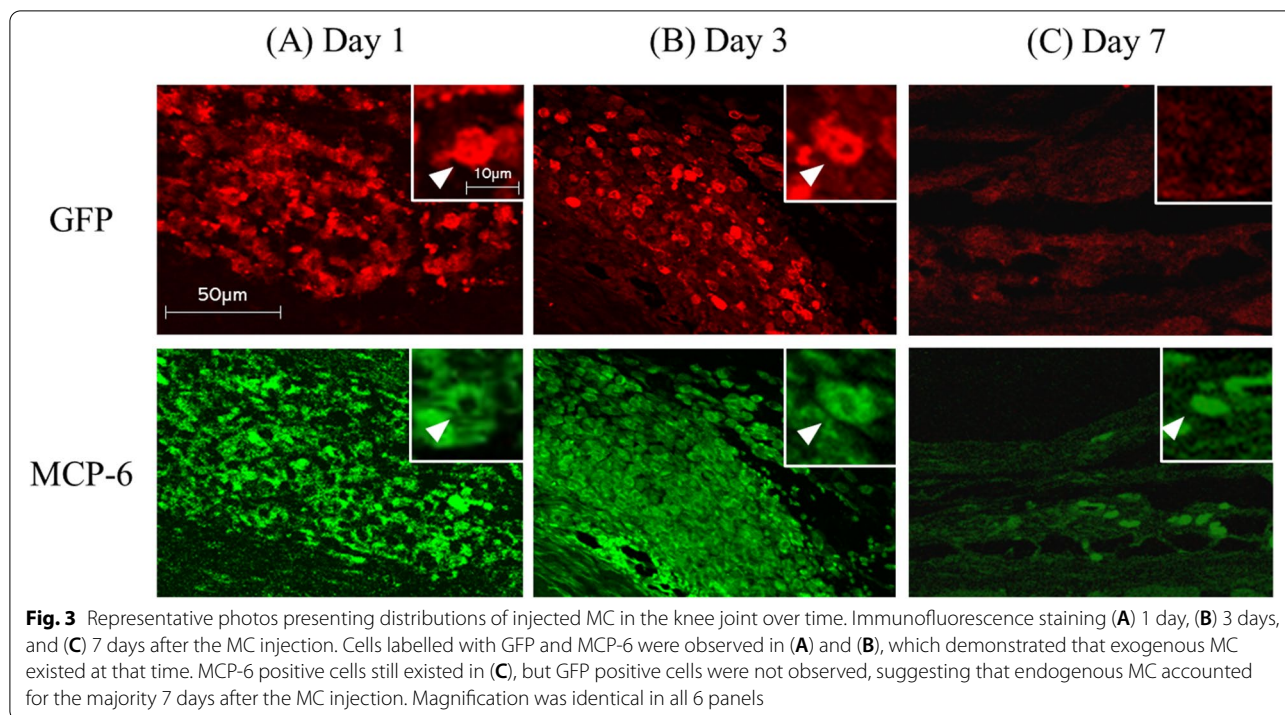 (A) Day 1 (B) Day 3 (C) Day 7
GFP
10µm
50µm
MCP-6
Fig. 3 Representative photos presenting distributions of injected MC in the knee joint over time. Immunofluorescence staining (A) 1 day, (B) 3 days,
and (C) 7 days after the MC injection. Cells labelled with GFP and MCP-6 were observed in (A) and (B), which demonstrated that exogenous MC
existed at that time. MCP-6 positive cells still existed in (C), but GFP positive cells were not observed, suggesting that endogenous MC accounted
for the majority 7 days after the MC injection. Magnification was identical in all 6 panels